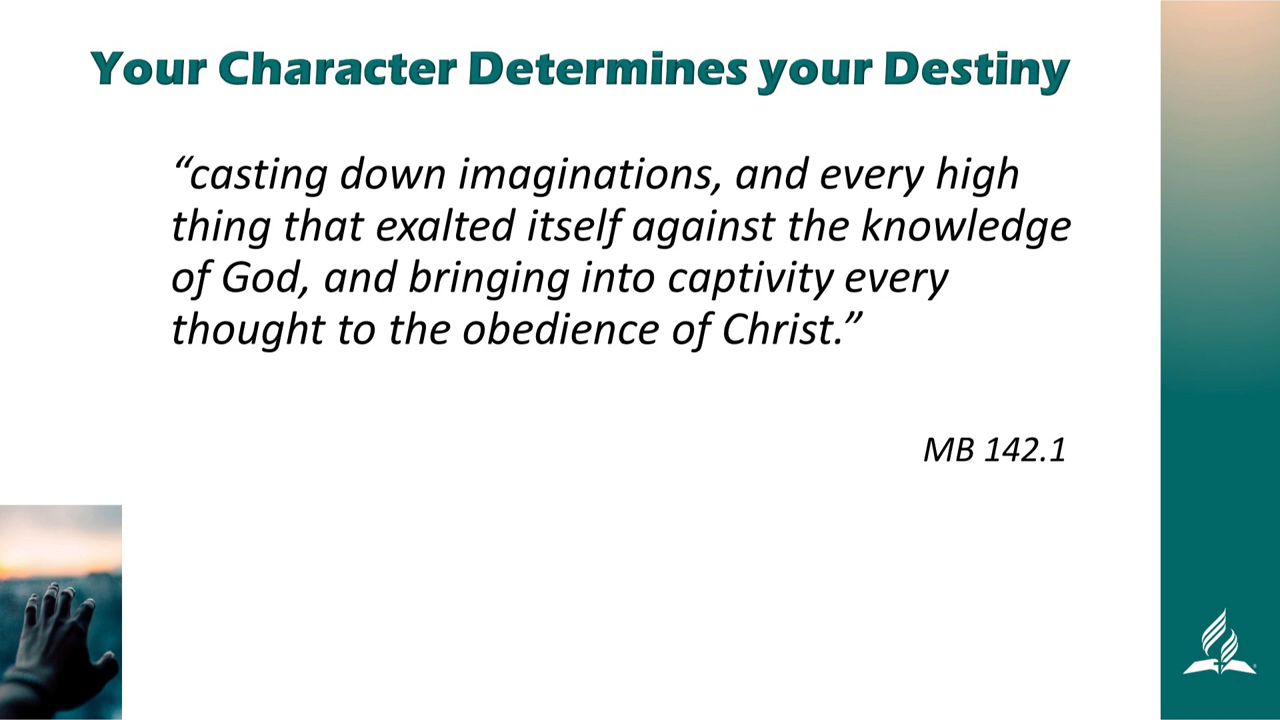 Your Character Determines your Destiny
“casting down imaginations, and every high
thing that exalted itself against the knowledge
of God, and bringing into captivity every
thought to the obedience of Christ.”
MB 142.1